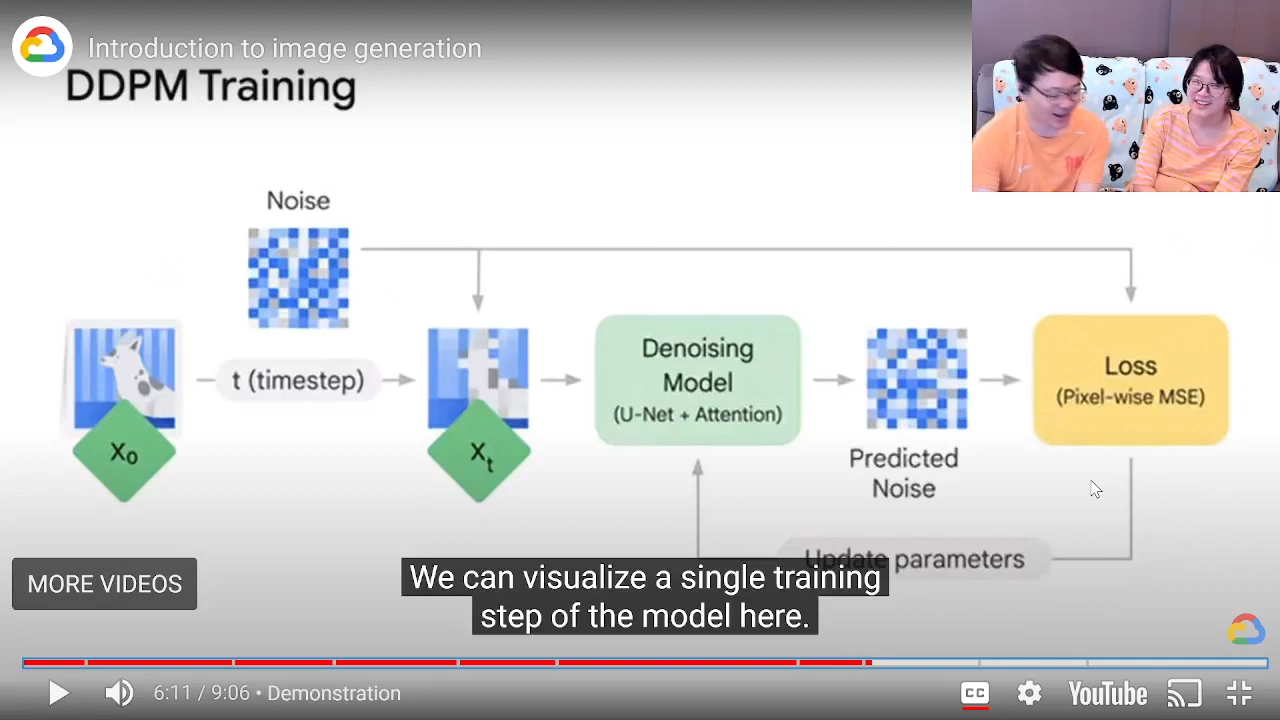 Introduction to image generation
DDPM Training
Noise
t (timestep)
x₀
xₜ
Denoising
Model
(U-Net + Attention)
Predicted
Noise
Loss
(Pixel-wise MSE)
Update parameters
We can visualize a single training
step of the model here.
MORE VIDEOS
6:11 / 9:06 • Demonstration
CC
YouTube